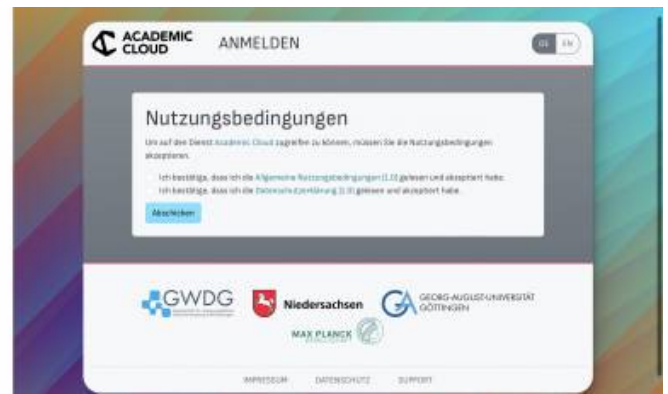 ACADEMIC
CLOUD
ANMELDEN
DE EN
Nutzungsbedingungen
Um auf den Dienst Academic Cloud zugreifen zu können, müssen Sie die Nutzungsbedingungen
akzeptieren.
Ich bestätige, dass ich die Allgemeine Nutzungsbedingungen (1.0) gelesen und akzeptiert habe.
Ich bestätige, dass ich die Datenschutzerklärung (1.0) gelesen und akzeptiert habe.
Abschicken
GWDG
Niedersachsen
GEORG-AUGUST-UNIVERSITÄT
GÖTTINGEN
MAX PLANCK
IMPRESSUM DATENSCHUTZ SUPPORT